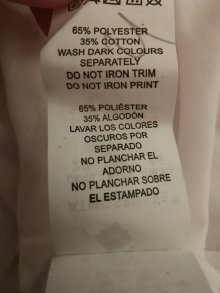 65% POLYESTER
35% COTTON
WASH DARK COLOURS
SEPARATELY
DO NOT IRON TRIM
DO NOT IRON PRINT
65% POLIÉSTER
35% ALGODÓN
LAVAR LOS COLORES
OSCUROS POR
SEPARADO
NO PLANCHAR EL
ADORNO
NO PLANCHAR SOBRE
EL ESTAMPADO